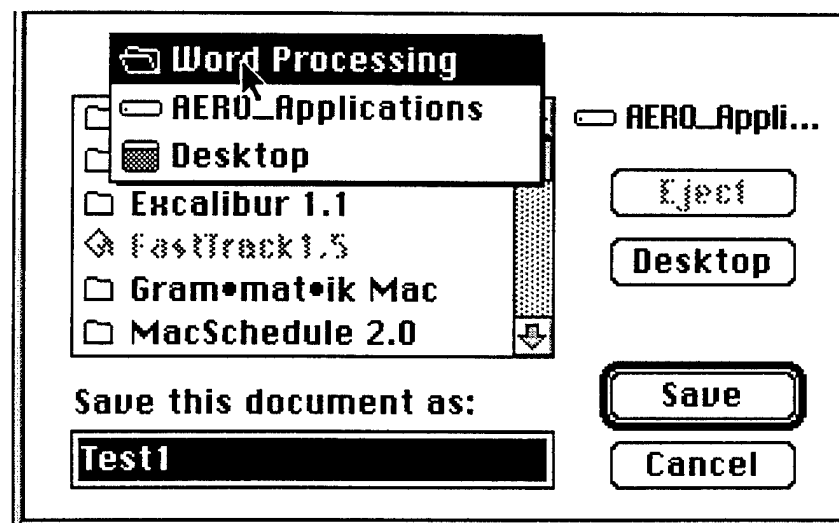 Word Processing
AERO_Applications
Desktop
Excalibur 1.1
FastTrack1.5
Gram•mat•ik Mac
MacSchedule 2.0
AERO_Appli...
Eject
Desktop
Save this document as:
Test1
Save
Cancel